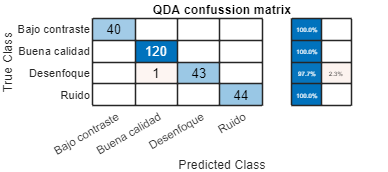 QDA confussion matrix
True Class
Bajo contraste 40 100.0%
Buena calidad 120 100.0%
Desenfoque 1 43 97.7% 2.3%
Ruido 44 100.0%
Bajo contraste Buena calidad Desenfoque Ruido
Predicted Class